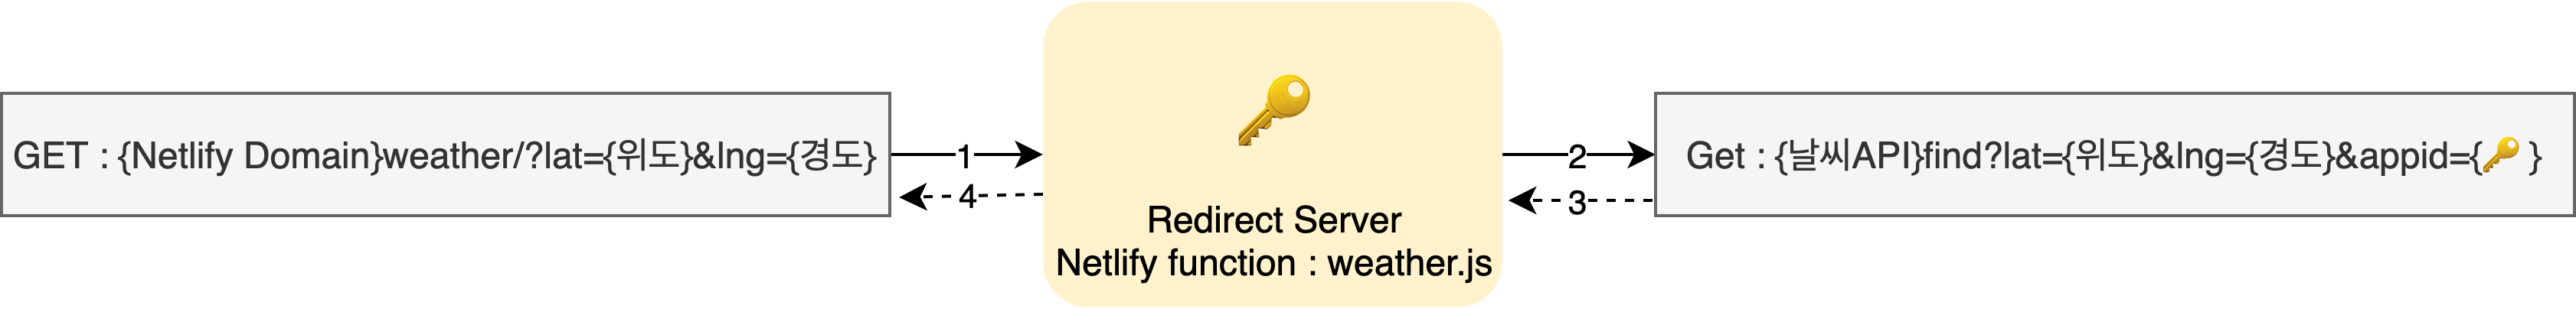 GET : {Netlify Domain}weather/?lat={위도}&lng={경도}
1
4
Redirect Server
Netlify function : weather.js
2
3
Get : {날씨API}find?lat={위도}&lng={경도}&appid={🔑 }